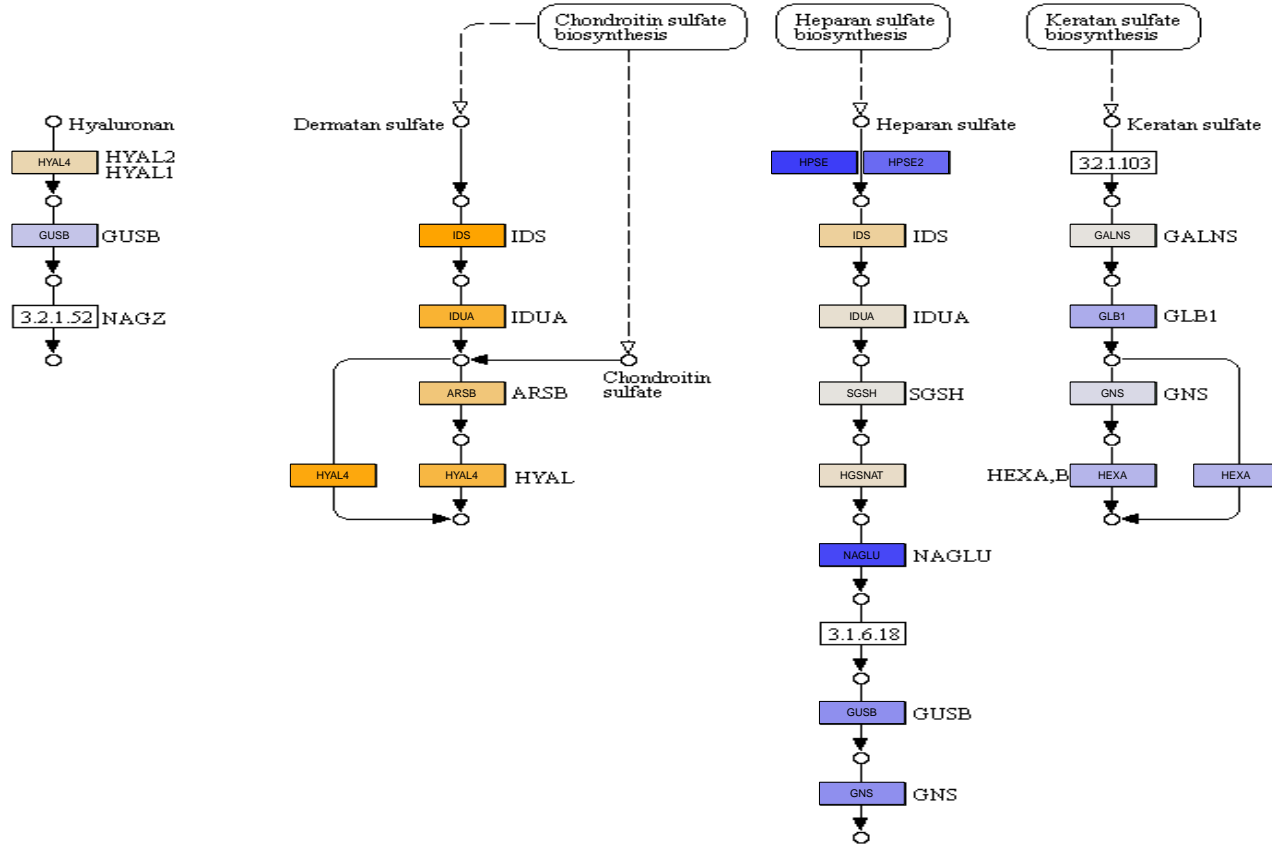 Chondroitin sulfate
biosynthesis
Heparan sulfate
biosynthesis
Keratan sulfate
biosynthesis
Hyaluronan
Dermatan sulfate
Heparan sulfate
Keratan sulfate
HYAL4
HYAL2
HYAL1
HPSE
HPSE2
3.2.1.103
GUSB
GUSB
IDS
IDS
IDS
IDS
GALNS
GALNS
3.2.1.52
NAGZ
IDUA
IDUA
IDUA
IDUA
GLB1
GLB1
Chondroitin
sulfate
ARSB
ARSB
SGSH
SGSH
GNS
GNS
HYAL4
HYAL4
HYAL
HGSNAT
HEXA,B
HEXA
HEXA
NAGLU
NAGLU
3.1.6.18
GUSB
GUSB
GNS
GNS